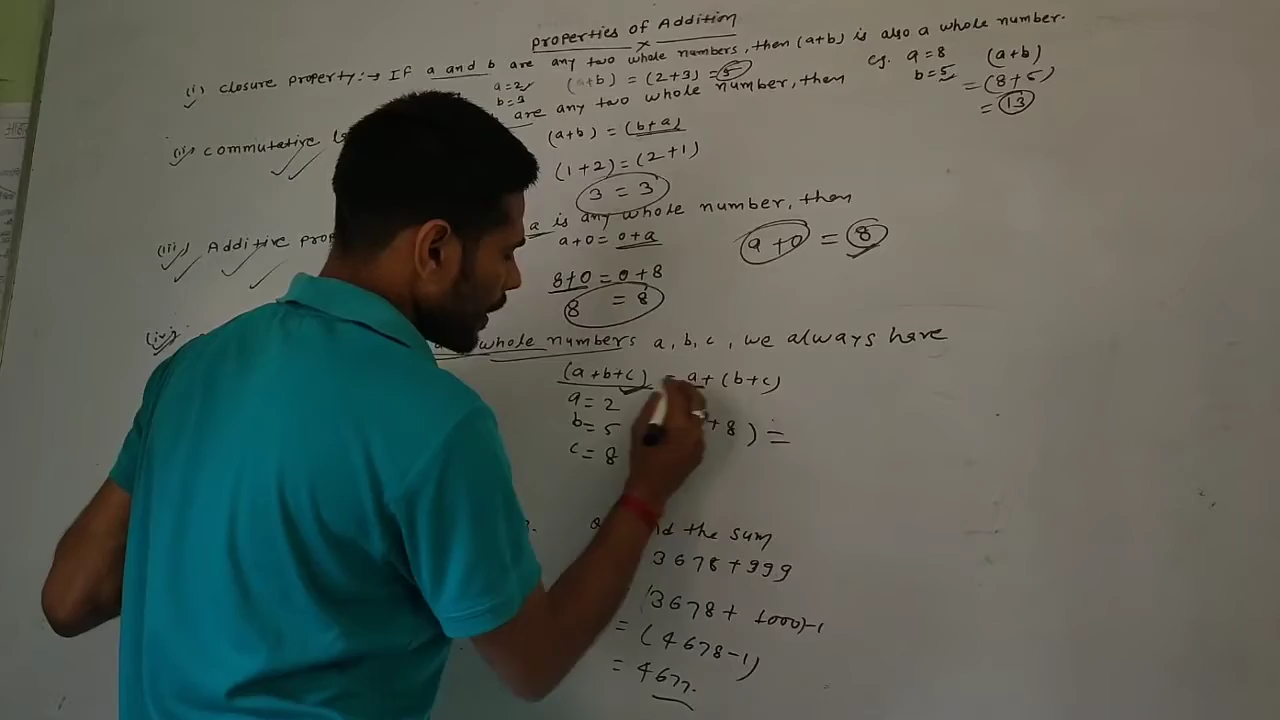 Properties of Addition
(i) closure property:→ If a and b are any two whole numbers, then (a+b) is also a whole number.
a=2 (a+b) = (2+3) = 5 eg. a=8 (a+b)
b=3 b=5 = (8+5)
= 13
(ii) commutative are any two whole number, then
(a+b) = (b+a)
(1+2) = (2+1)
3 = 3
(iii) Additive a is any whole number, then
a+0 = 0+a a+0 = 8
8+0 = 0+8
8 = 8
(iv) whole numbers a, b, c, we always have
(a+b+c) = a+(b+c)
a=2
b=5 +8) =
c=8
the sum
3678+999
3678+1000-1
= (4678-1)
= 4677.